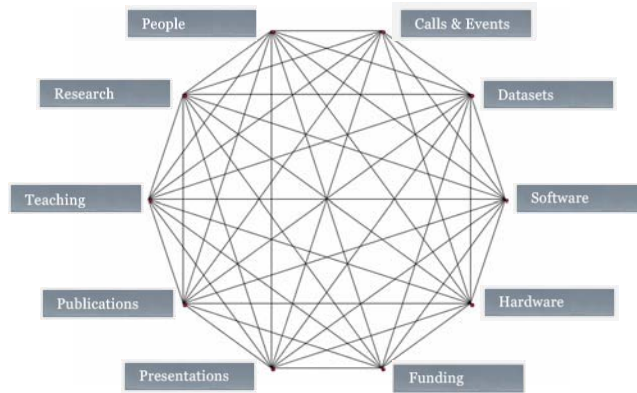 People
Calls & Events
Research
Datasets
Teaching
Software
Publications
Hardware
Presentations
Funding